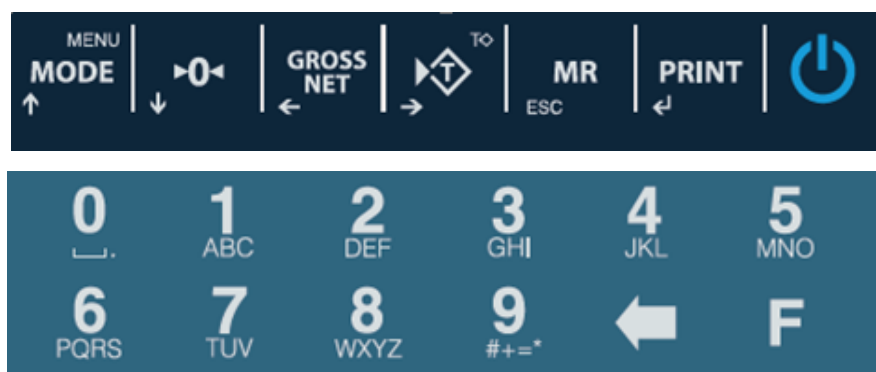 MENU
MODE
↑
▶0◀
↓
GROSS
NET
←
T
→
T◇
MR
ESC
PRINT
↵
0 1 2 3 4 5
⎵. ABC DEF GHI JKL MNO
6 7 8 9 F
PQRS TUV WXYZ #+=*